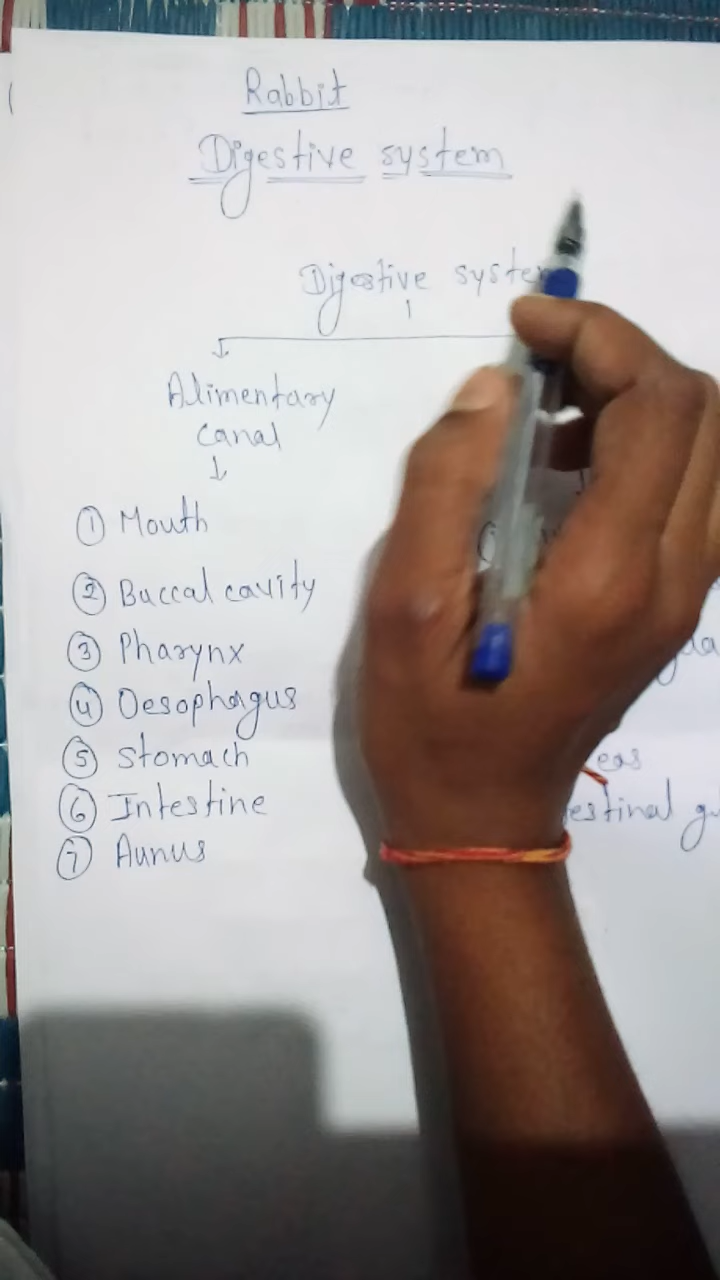 Rabbit
Digestive system
Digestive system
Alimentary
canal
① Mouth
② Buccal cavity
③ Pharynx
④ Oesophagus
⑤ Stomach
⑥ Intestine
⑦ Aunus